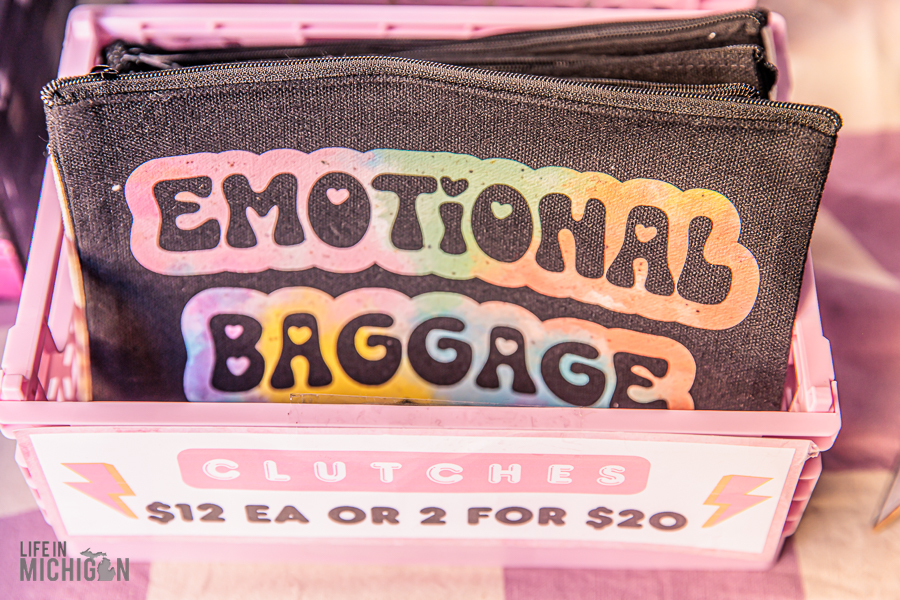 EMOTiONAL
BAGGAGE
CLUTCHES
$12 EA OR 2 FOR $20
LIFE IN
MICHIGAN